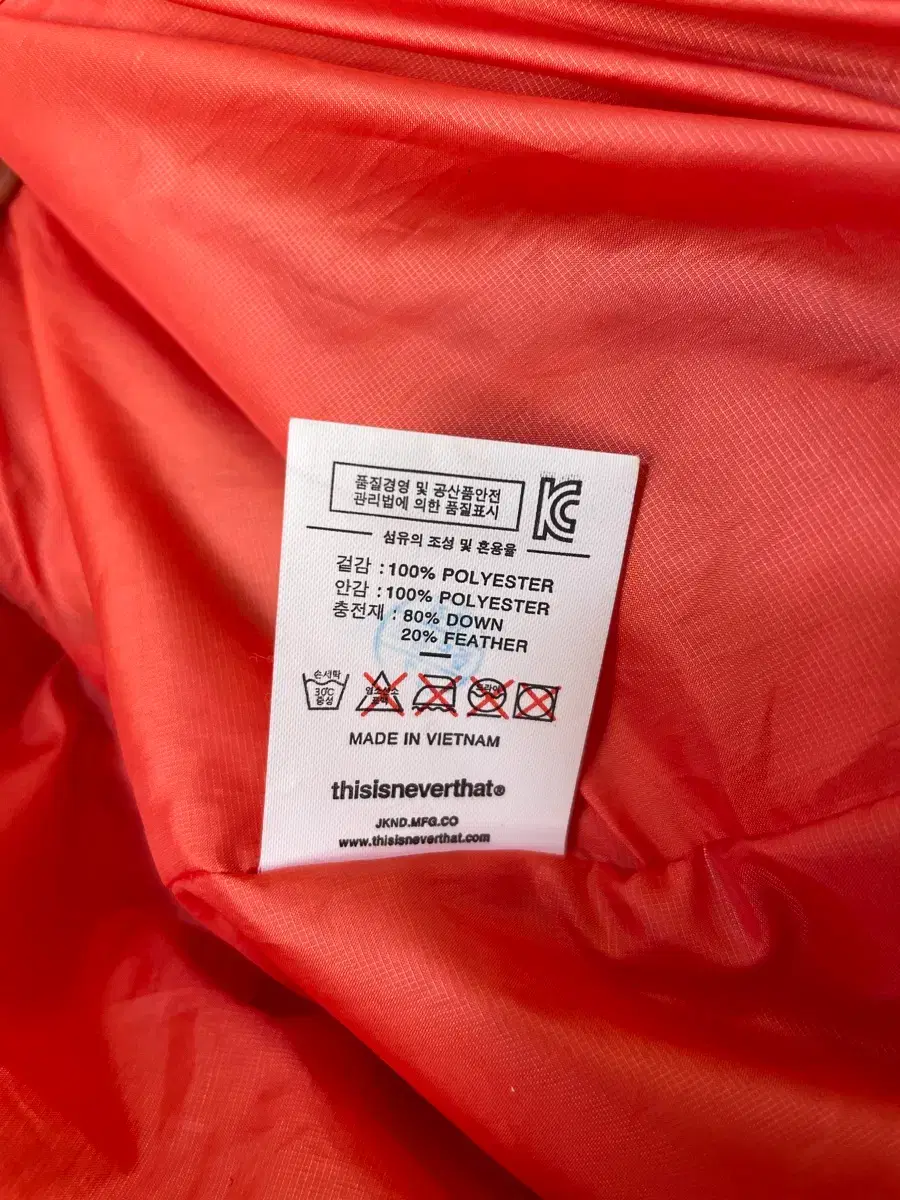 품질경영 및 공산품안전
관리법에 의한 품질표시
섬유의 조성 및 혼용율
겉감 : 100% POLYESTER
안감 : 100% POLYESTER
충전재 : 80% DOWN
20% FEATHER
손세탁
30℃
중성
MADE IN VIETNAM
thisisneverthat®
JKND.MFG.CO
www.thisisneverthat.com